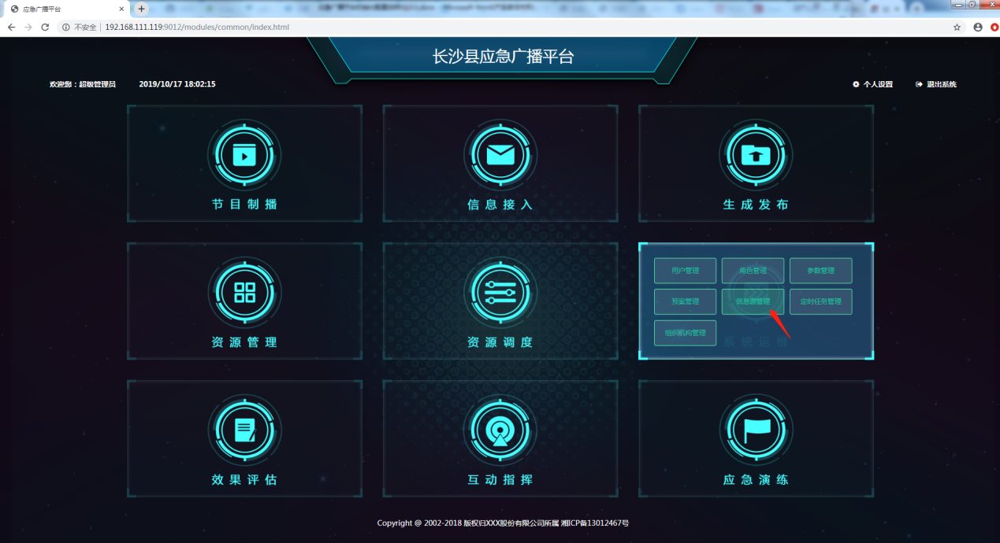 应急广播平台
不安全 | 192.168.111.119:9012/modules/common/index.html
长沙县应急广播平台
欢迎您：超级管理员 2019/10/17 18:02:15 个人设置 退出系统
节目制播 信息接入 生成发布
用户管理 角色管理 参数管理
预案管理 信息源管理 定时任务管理
组织机构管理
资源管理 资源调度 系统运维
效果评估 互动指挥 应急演练
Copyright @ 2002-2018 版权归XXX股份有限公司所属 湘ICP备13012467号